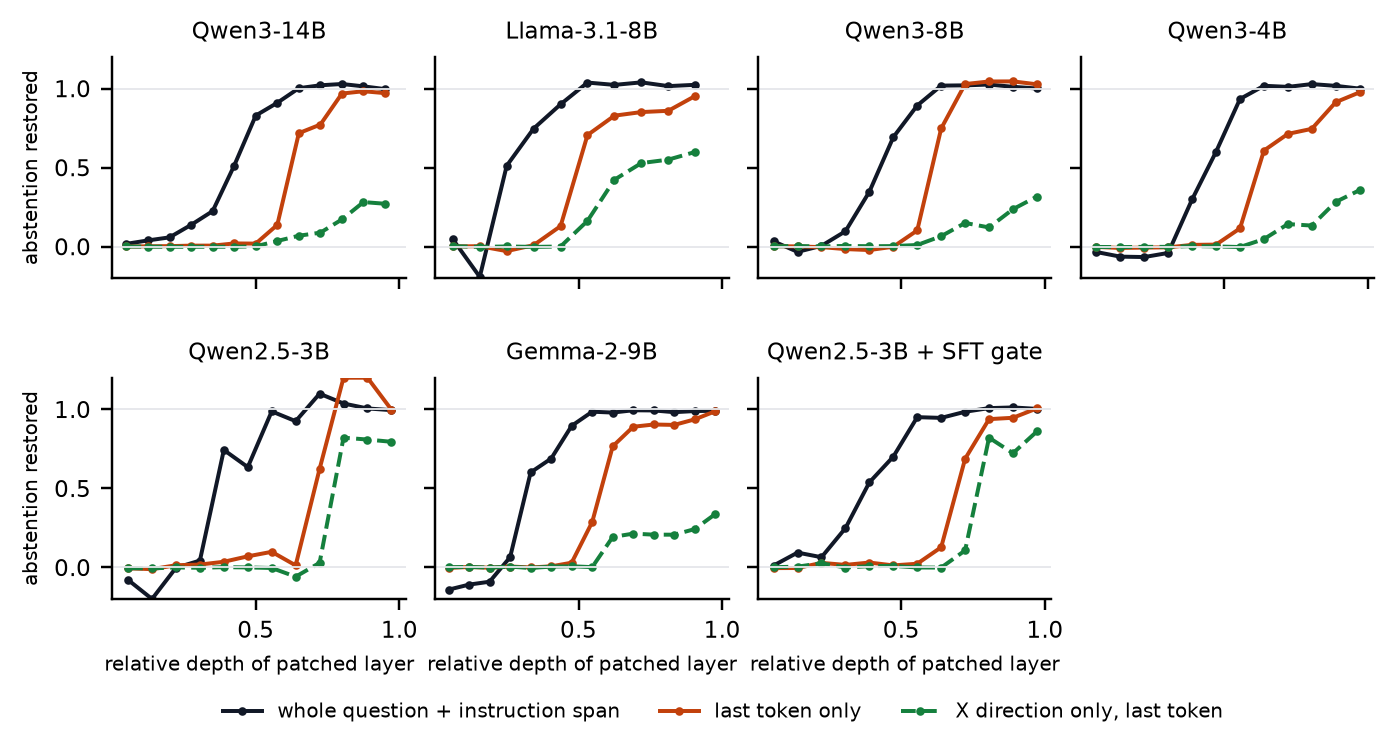 Qwen3-14B
Llama-3.1-8B
Qwen3-8B
Qwen3-4B
abstention restored
1.0
0.5
0.0
Qwen2.5-3B
Gemma-2-9B
Qwen2.5-3B + SFT gate
abstention restored
1.0
0.5
0.0
0.5 1.0
0.5 1.0
0.5 1.0
relative depth of patched layer
relative depth of patched layer
relative depth of patched layer
whole question + instruction span
last token only
X direction only, last token